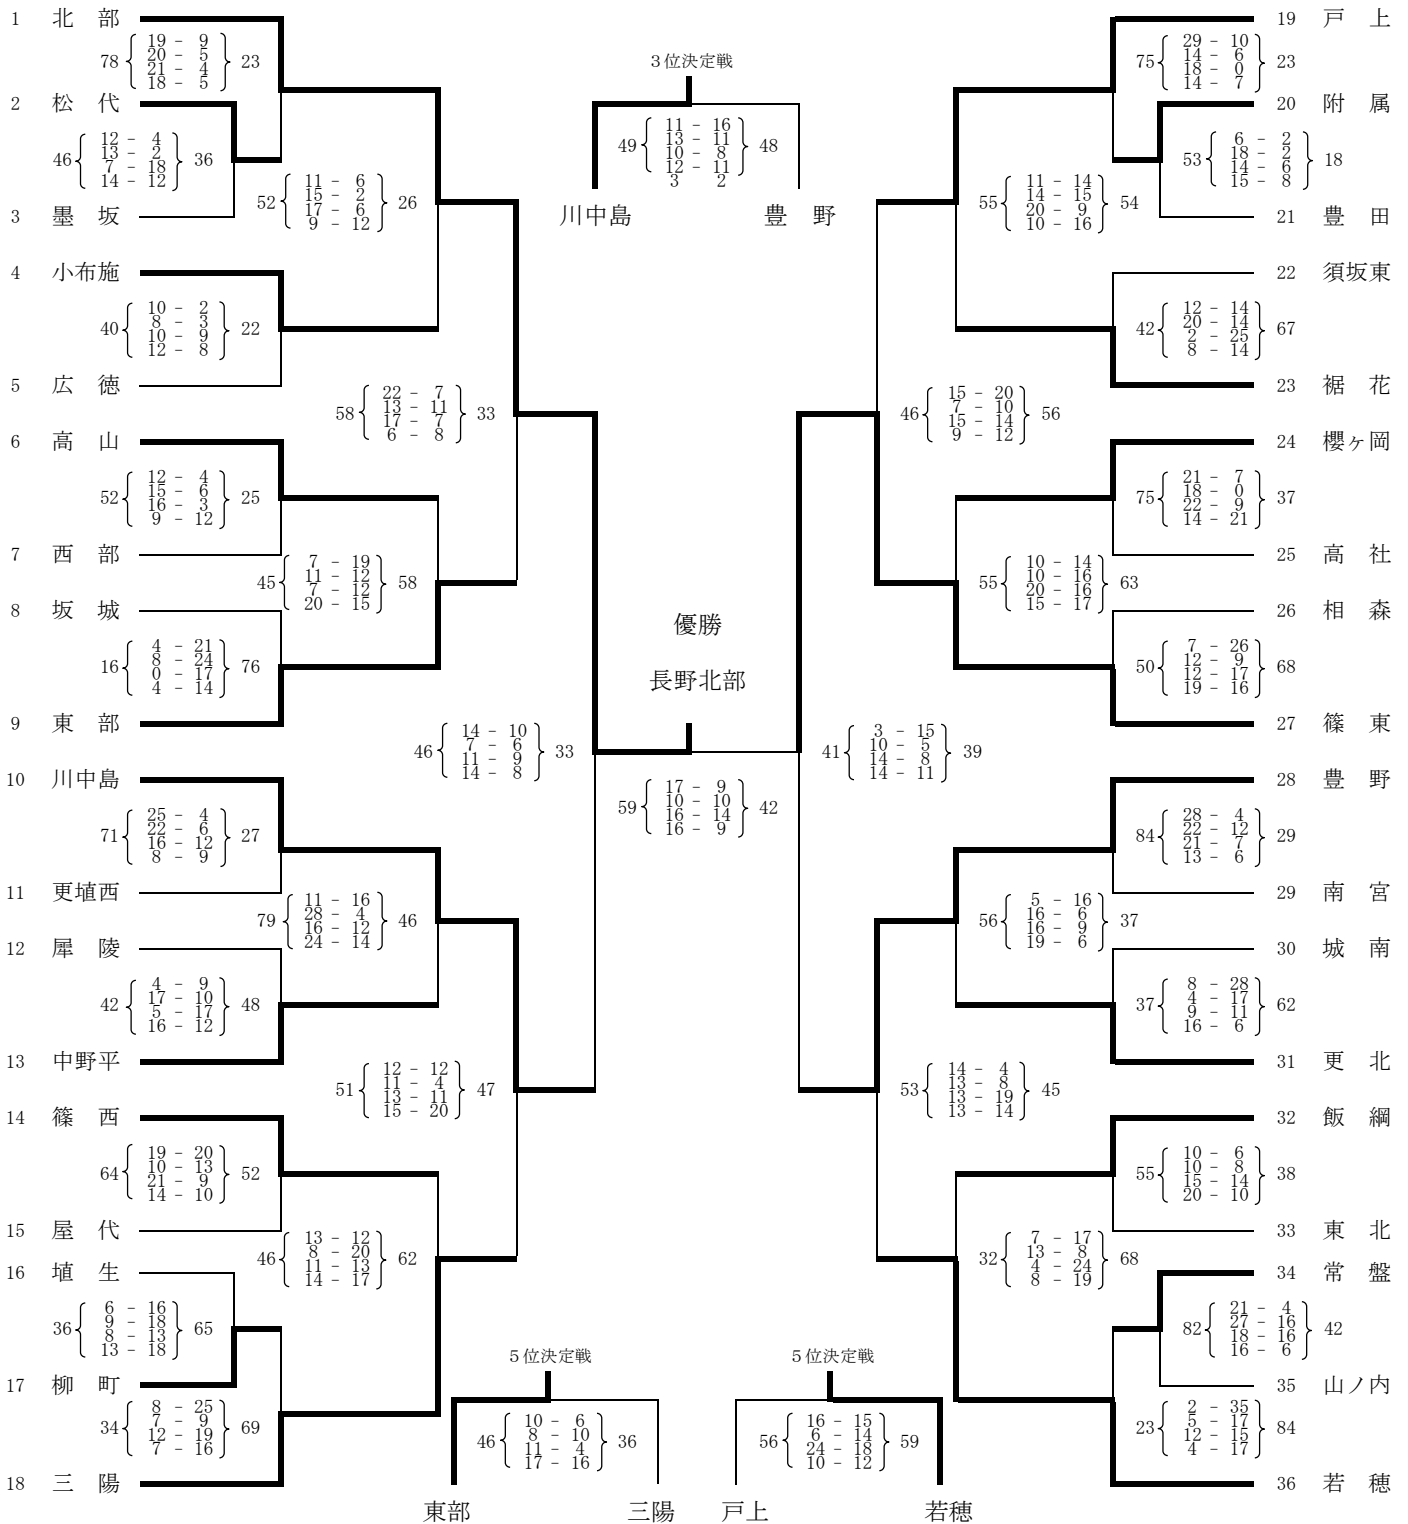 1 北 部
78 19 - 9 23
20 - 5
21 - 4
18 - 5
2 松 代
46 12 - 4 36
13 - 2
7 - 18
14 - 12
3 墨 坂
52 11 - 6 26
15 - 2
17 - 6
9 - 12
4 小布施
40 10 - 2 22
8 - 3
10 - 9
12 - 8
5 広 徳
58 22 - 7 33
13 - 11
17 - 7
6 - 8
6 高 山
52 12 - 4 25
15 - 6
16 - 3
9 - 12
7 西 部
45 7 - 19 58
11 - 12
7 - 12
20 - 15
8 坂 城
16 4 - 21 76
8 - 24
0 - 17
4 - 14
9 東 部
46 14 - 10 33
7 - 6
11 - 9
14 - 8
10 川中島
71 25 - 4 27
22 - 6
16 - 12
8 - 9
11 更埴西
79 11 - 16 46
28 - 4
16 - 12
24 - 14
12 犀 陵
42 4 - 9 48
17 - 10
5 - 17
16 - 12
13 中野平
51 12 - 12 47
11 - 4
13 - 11
15 - 20
14 篠 西
64 19 - 20 52
10 - 13
21 - 9
14 - 10
15 屋 代
46 13 - 12 62
8 - 20
11 - 13
14 - 17
16 埴 生
36 6 - 16 65
9 - 18
8 - 13
13 - 18
17 柳 町
34 8 - 25 69
7 - 9
12 - 19
7 - 16
18 三 陽
3位決定戦
49 11 - 16 48
13 - 11
10 - 8
12 - 11
3 2
川中島 豊 野
優勝
長野北部
59 17 - 9 42
10 - 10
16 - 14
16 - 9
5位決定戦
46 10 - 6 36
8 - 10
11 - 4
17 - 16
東部 三陽
5位決定戦
56 16 - 15 59
6 - 14
24 - 18
10 - 12
戸上 若穂
19 戸 上
75 29 - 10 23
14 - 6
18 - 0
14 - 7
20 附 属
53 6 - 2 18
18 - 2
14 - 6
15 - 8
21 豊 田
55 11 - 14 54
14 - 15
20 - 9
10 - 16
22 須坂東
42 12 - 14 67
20 - 14
2 - 25
8 - 14
23 裾 花
46 15 - 20 56
7 - 10
15 - 14
9 - 12
24 櫻ヶ岡
75 21 - 7 37
18 - 0
22 - 9
14 - 21
25 高 社
55 10 - 14 63
10 - 16
20 - 16
15 - 17
26 相 森
50 7 - 26 68
12 - 9
12 - 17
19 - 16
27 篠 東
41 3 - 15 39
10 - 5
14 - 8
14 - 11
28 豊 野
84 28 - 4 29
22 - 12
21 - 7
13 - 6
29 南 宮
56 5 - 16 37
16 - 6
16 - 9
19 - 6
30 城 南
37 8 - 28 62
4 - 17
9 - 11
16 - 6
31 更 北
53 14 - 4 45
13 - 8
13 - 19
13 - 14
32 飯 綱
55 10 - 6 38
10 - 8
15 - 14
20 - 10
33 東 北
32 7 - 17 68
13 - 8
4 - 24
8 - 19
34 常 盤
82 21 - 4 42
27 - 16
18 - 16
16 - 6
35 山ノ内
23 2 - 35 84
5 - 17
12 - 15
4 - 17
36 若 穂